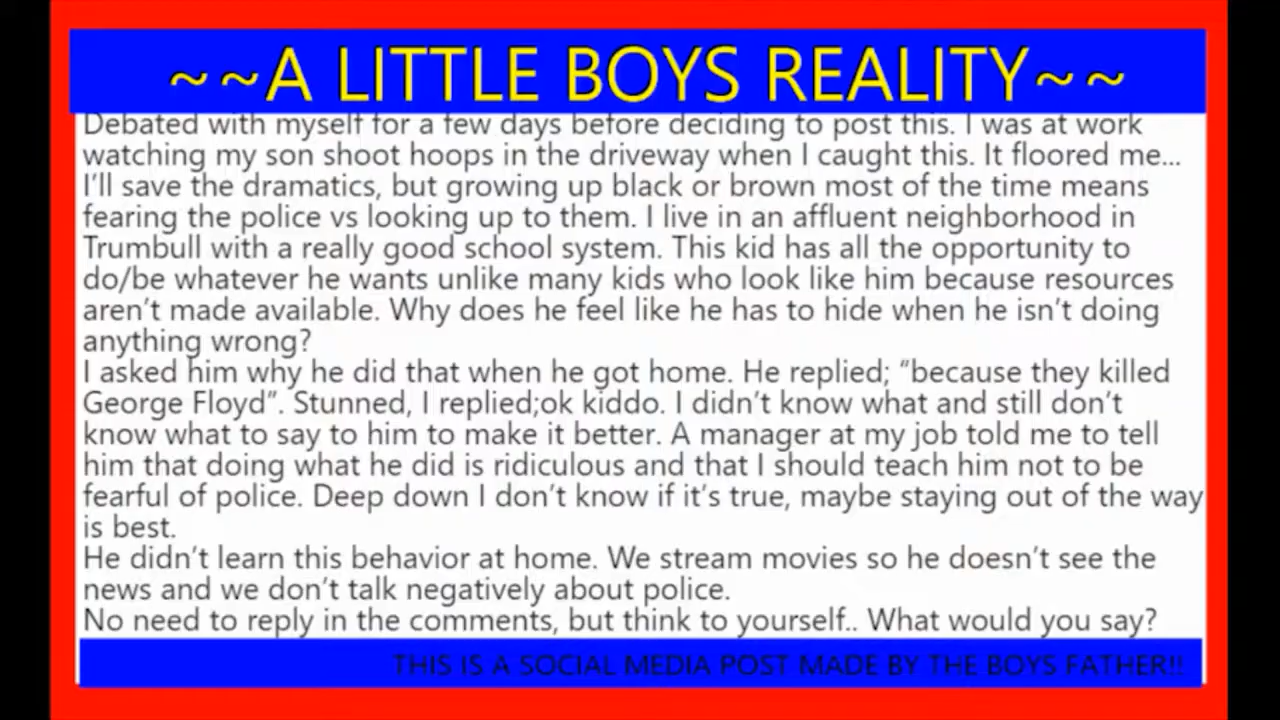 ~~A LITTLE BOYS REALITY~~
Debated with myself for a few days before deciding to post this. I was at work
watching my son shoot hoops in the driveway when I caught this. It floored me...
I’ll save the dramatics, but growing up black or brown most of the time means
fearing the police vs looking up to them. I live in an affluent neighborhood in
Trumbull with a really good school system. This kid has all the opportunity to
do/be whatever he wants unlike many kids who look like him because resources
aren’t made available. Why does he feel like he has to hide when he isn’t doing
anything wrong?
I asked him why he did that when he got home. He replied; “because they killed
George Floyd”. Stunned, I replied;ok kiddo. I didn’t know what and still don’t
know what to say to him to make it better. A manager at my job told me to tell
him that doing what he did is ridiculous and that I should teach him not to be
fearful of police. Deep down I don’t know if it’s true, maybe staying out of the way
is best.
He didn’t learn this behavior at home. We stream movies so he doesn’t see the
news and we don’t talk negatively about police.
No need to reply in the comments, but think to yourself.. What would you say?
THIS IS A SOCIAL MEDIA POST MADE BY THE BOYS FATHER!!